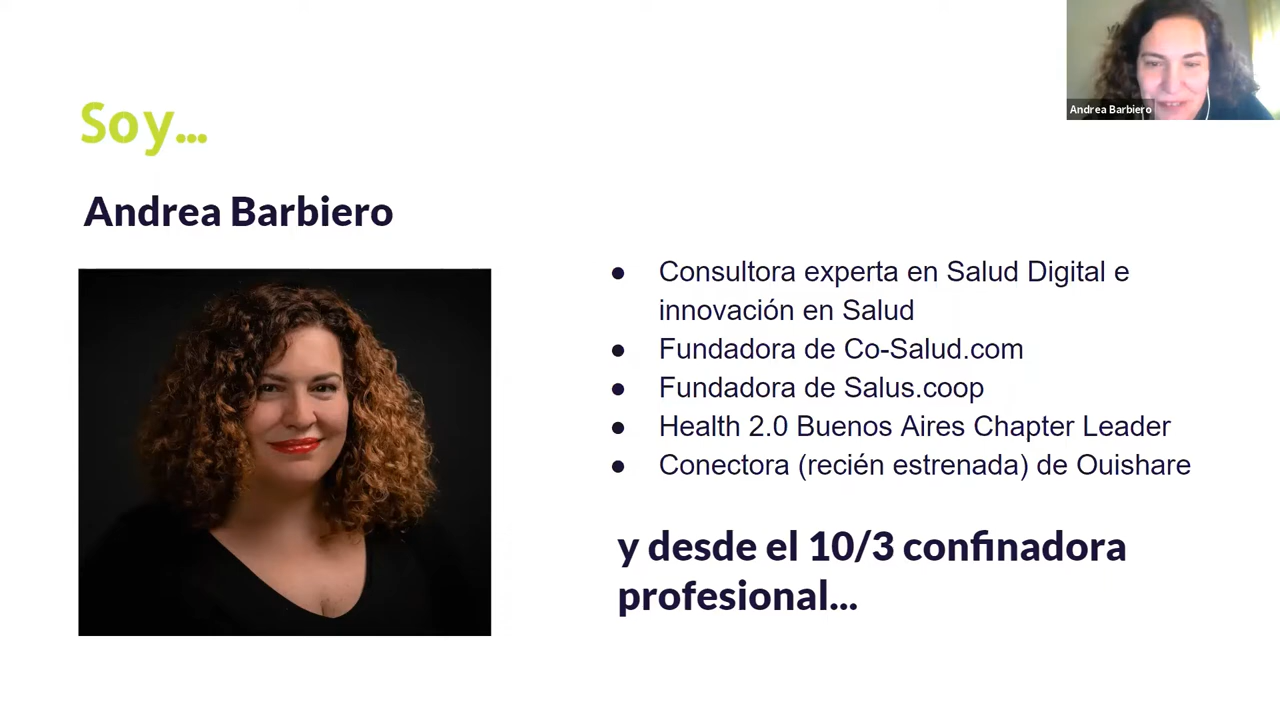 Andrea Barbiero
Soy...
Andrea Barbiero
● Consultora experta en Salud Digital e
innovación en Salud
● Fundadora de Co-Salud.com
● Fundadora de Salus.coop
● Health 2.0 Buenos Aires Chapter Leader
● Conectora (recién estrenada) de Ouishare
y desde el 10/3 confinadora
profesional...